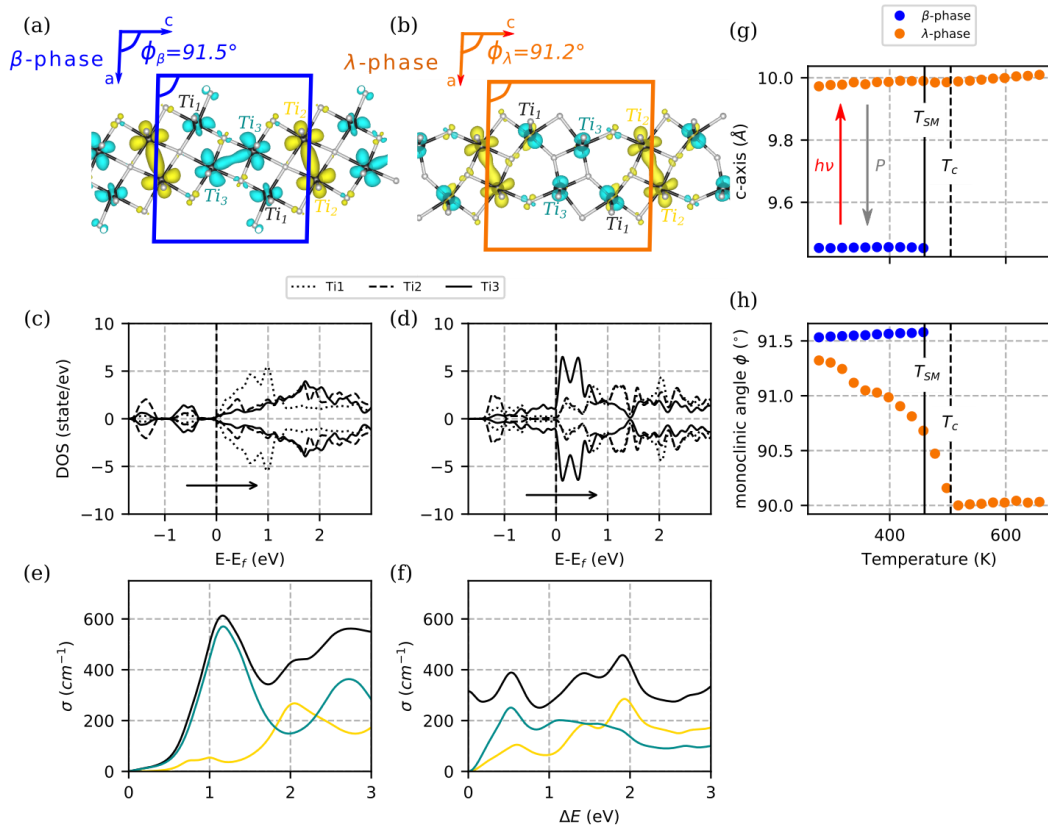 (a)
c
ϕβ=91.5°
β-phase
a
Ti1
Ti2
Ti3
Ti3
Ti1
Ti2
(b)
c
ϕλ=91.2°
λ-phase
a
Ti1
Ti3
Ti2
Ti3
Ti1
Ti2
β-phase
λ-phase
(g)
10.0
9.8
9.6
c-axis (Å)
hν
P
TSM
Tc
Ti1
Ti2
Ti3
(c)
10
5
0
−5
−10
DOS (state/ev)
−1
0
1
2
E-Ef (eV)
(d)
10
5
0
−5
−10
−1
0
1
2
E-Ef (eV)
(h)
91.5
91.0
90.5
90.0
monoclinic angle ϕ (°)
TSM
Tc
400
600
Temperature (K)
(e)
600
400
200
0
σ (cm−1)
0
1
2
3
(f)
600
400
200
0
σ (cm−1)
0
1
2
3
ΔE (eV)